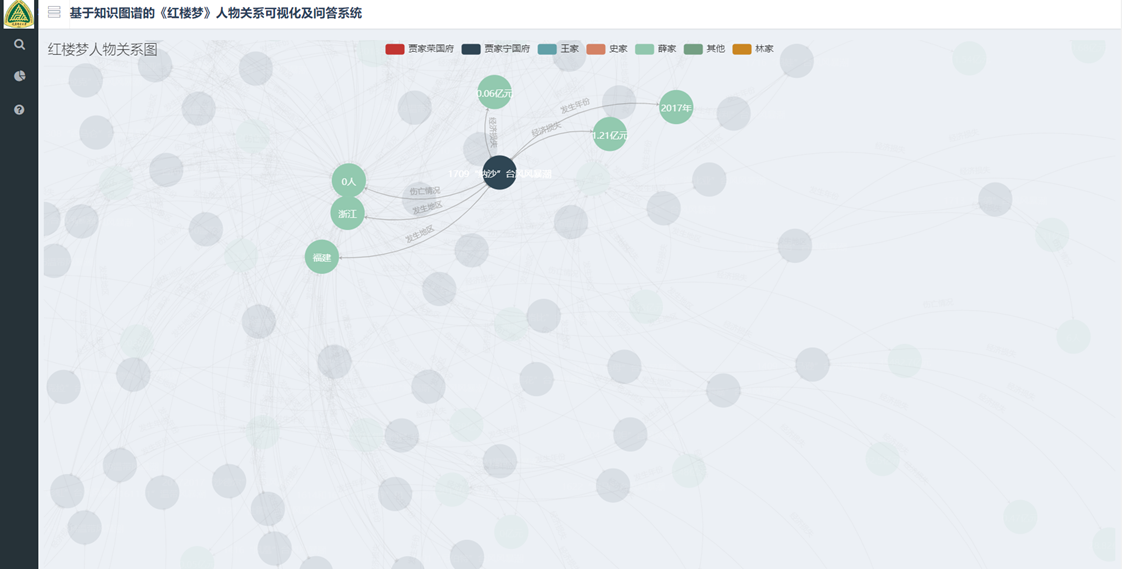 基于知识图谱的《红楼梦》人物关系可视化及问答系统
红楼梦人物关系图
贾家荣国府 贾家宁国府 王家 史家 薛家 其他 林家
0.06亿元
发生年份
2017年
经济损失
经济损失
1.21亿元
1709“纳沙”台风风暴潮
0人
伤亡情况
浙江
发生地区
发生地区
福建